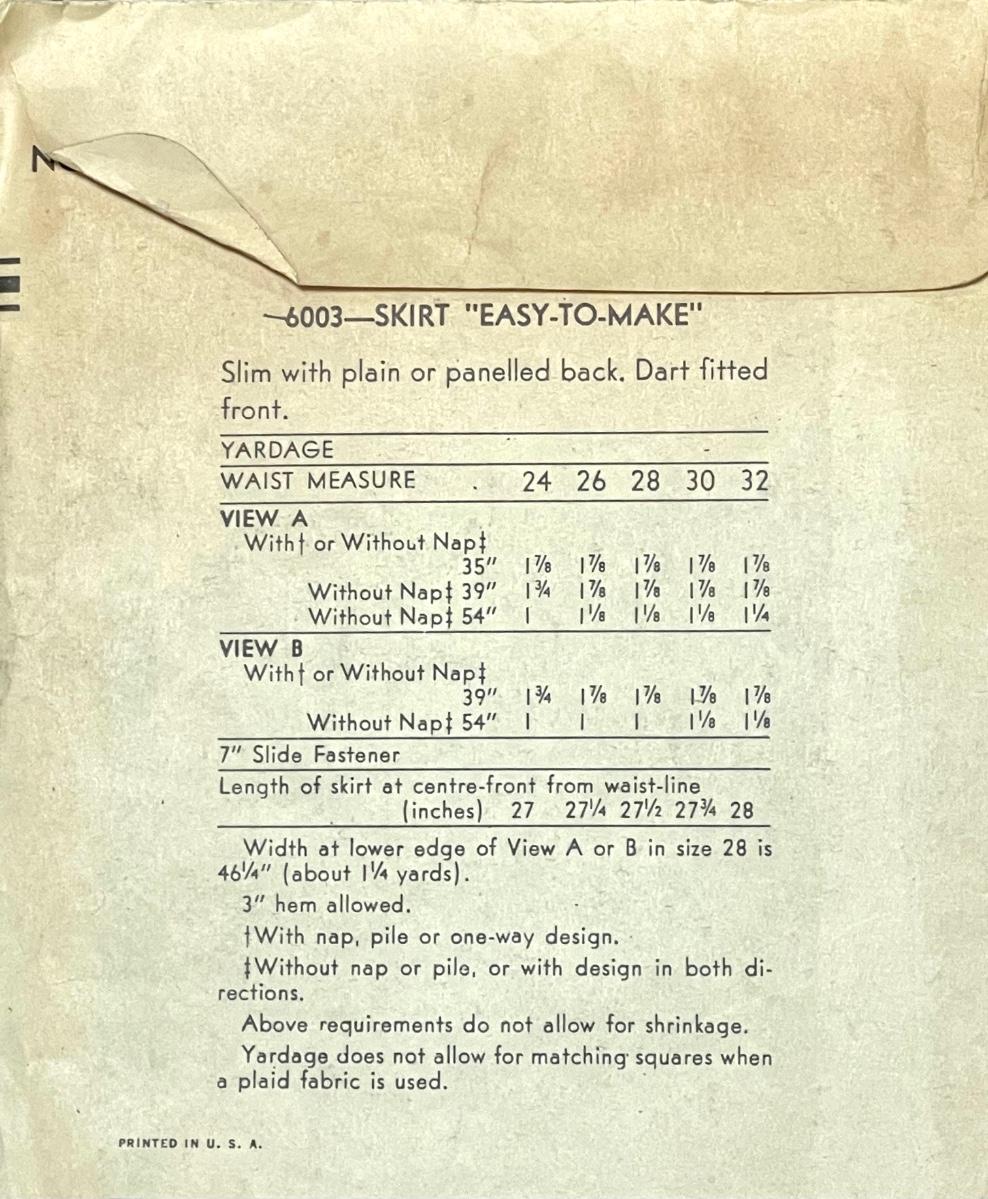 6003—SKIRT "EASY-TO-MAKE"
Slim with plain or panelled back. Dart fitted
front.
YARDAGE
WAIST MEASURE 24 26 28 30 32
VIEW A
With† or Without Nap‡
35" 1⅞ 1⅞ 1⅞ 1⅞ 1⅞
Without Nap‡ 39" 1¾ 1⅞ 1⅞ 1⅞ 1⅞
Without Nap‡ 54" 1 1⅛ 1⅛ 1⅛ 1¼
VIEW B
With† or Without Nap‡
39" 1¾ 1⅞ 1⅞ 1⅞ 1⅞
Without Nap‡ 54" 1 1 1 1⅛ 1⅛
7" Slide Fastener
Length of skirt at centre-front from waist-line
(inches) 27 27¼ 27½ 27¾ 28
Width at lower edge of View A or B in size 28 is
46¼" (about 1¼ yards).
3" hem allowed.
†With nap, pile or one-way design.
‡Without nap or pile, or with design in both di-
rections.
Above requirements do not allow for shrinkage.
Yardage does not allow for matching squares when
a plaid fabric is used.
PRINTED IN U. S. A.